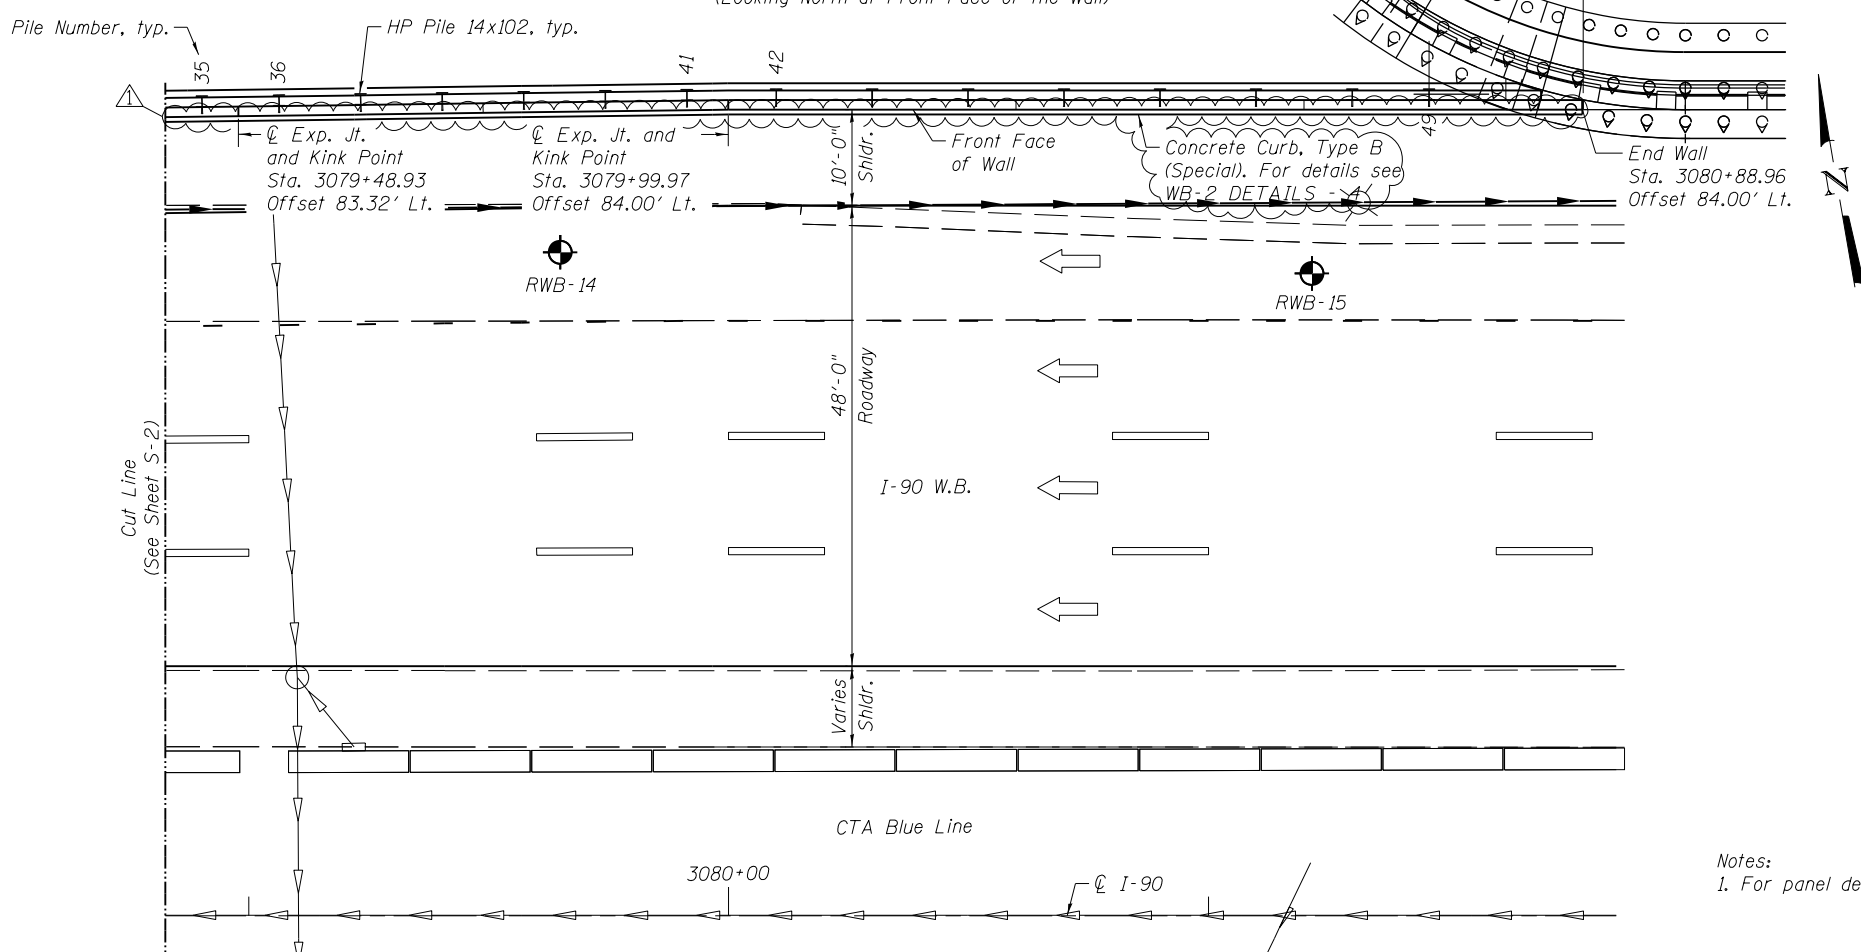 (Looking North at Front Face of the Wall)
Pile Number, typ.
HP Pile 14x102, typ.
35
36
41
42
49
1
℄ Exp. Jt.
and Kink Point
Sta. 3079+48.93
Offset 83.32' Lt.
℄ Exp. Jt. and
Kink Point
Sta. 3079+99.97
Offset 84.00' Lt.
10'-0"
Shldr.
Front Face
of Wall
Concrete Curb, Type B
(Special). For details see
WB-2 DETAILS - 4
End Wall
Sta. 3080+88.96
Offset 84.00' Lt.
N
RWB-14
RWB-15
48'-0"
Roadway
Cut Line
(See Sheet S-2)
I-90 W.B.
Varies
Shldr.
CTA Blue Line
3080+00
℄ I-90
Notes:
1. For panel de